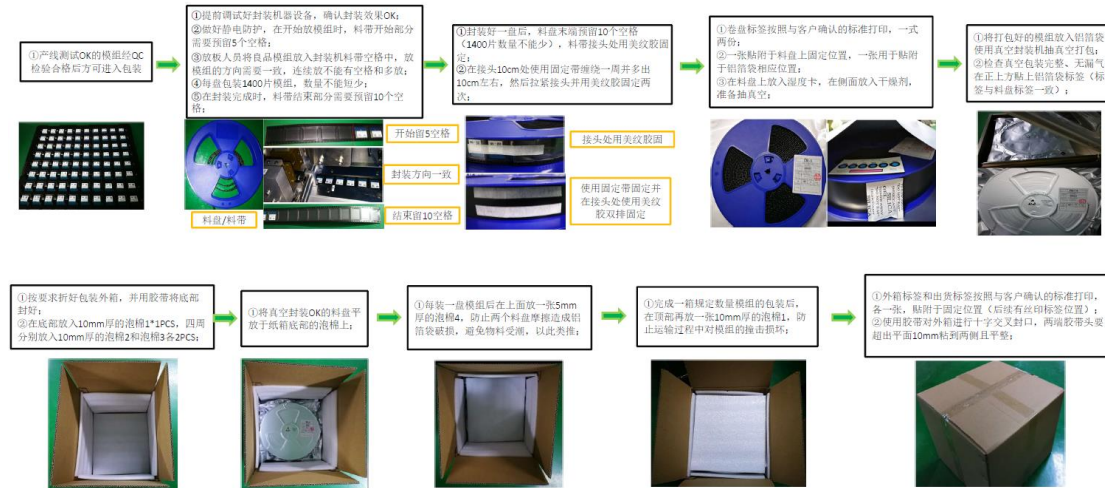 ①产线测试OK的模组经QC
检验合格后方可进入包装
①提前调试好封装机器设备，确认封装效果OK；
②做好静电防护，在开始放模组时，料带开始部分
需要预留5个空格；
③放板人员将良品模组放入封装机料带空格中，放
模组的方向需要一致，连续放不能有空格和多放；
④每盘包装1400片模组，数量不能短少；
⑤在封装完成时，料带结束部分需要预留10个空
格；
开始留5空格
封装方向一致
结束留10空格
料盘/料带
①封装好一盘后，料盘末端预留10个空格
（1400片数量不能少），料带接头处用美纹胶固
定；
②在接头10cm处使用固定带缠绕一周并多出
10cm左右，然后拉紧接头并用美纹胶固定两
次；
接头处用美纹胶固
使用固定带固定并
在接头处使用美纹
胶双排固定
①卷盘标签按照与客户确认的标准打印，一式
两份；
②一张贴附于料盘上固定位置，一张用于贴附
于铝箔袋相应位置；
③在料盘上放入湿度卡，在侧面放入干燥剂，
准备抽真空；
①将打包好的模组放入铝箔袋
使用真空封装机抽真空打包；
②检查真空包装完整、无漏气
在正上方贴上铝箔袋标签（标
签与料盘标签一致）；
①按要求折好包装外箱，并用胶带将底部
封好；
②在底部放入10mm厚的泡棉1*1PCS，四周
分别放入10mm厚的泡棉2和泡棉3各2PCS；
①将真空封装OK的料盘平
放于纸箱底部的泡棉上；
①每装一盘模组后在上面放一张5mm
厚的泡棉4，防止两个料盘摩擦造成铝
箔袋破损，避免物料受潮，以此类推；
①完成一箱规定数量模组的包装后，
在顶部再放一张10mm厚的泡棉1，防
止运输过程中对模组的撞击损坏；
①外箱标签和出货标签按照与客户确认的标准打印，
各一张，贴附于固定位置（后续有丝印标签位置）；
②使用胶带对外箱进行十字交叉封口，两端胶带头要
超出平面10mm粘到两侧且平整；